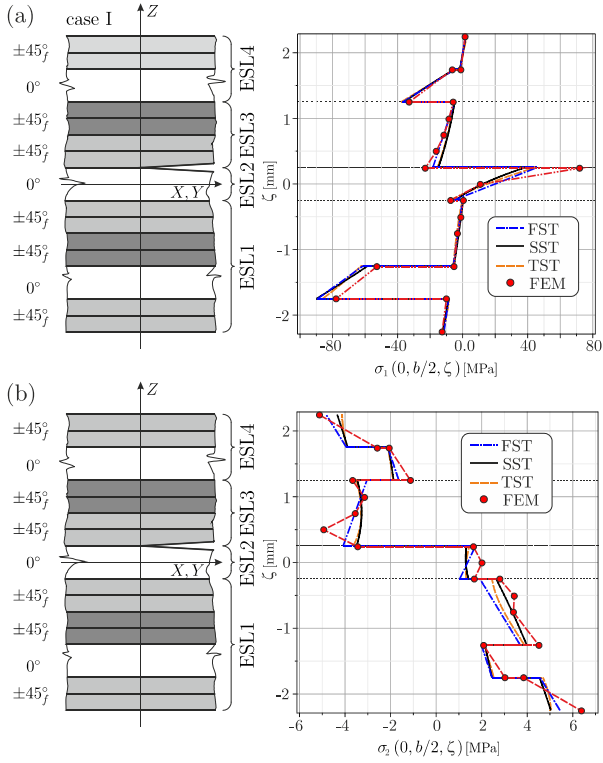 (a)
case I
Z
±45°f
±45°f
0°
±45°f
±45°f
0°
±45°f
±45°f
0°
±45°f
X, Y
ESL4
ESL3
ESL2
ESL1
2
1
0
-1
-2
ζ [mm]
-80
-40
0.0
40
80
σ₁ (0, b/2, ζ) [MPa]
FST
SST
TST
FEM
(b)
Z
±45°f
±45°f
0°
±45°f
±45°f
0°
±45°f
±45°f
0°
±45°f
X, Y
ESL4
ESL3
ESL2
ESL1
2
1
0
-1
-2
ζ [mm]
-6
-4
-2
0
2
4
6
σ₂ (0, b/2, ζ) [MPa]
FST
SST
TST
FEM